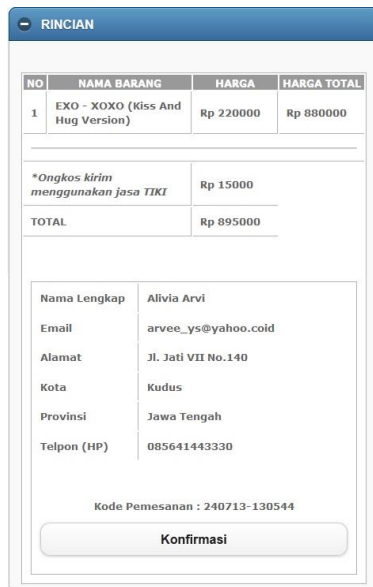 RINCIAN
NO NAMA BARANG HARGA HARGA TOTAL
1 EXO - XOXO (Kiss And Hug Version) Rp 220000 Rp 880000
*Ongkos kirim menggunakan jasa TIKI Rp 15000
TOTAL Rp 895000
Nama Lengkap Alivia Arvi
Email arvee_ys@yahoo.coid
Alamat Jl. Jati VII No.140
Kota Kudus
Provinsi Jawa Tengah
Telpon (HP) 085641443330
Kode Pemesanan : 240713-130544
Konfirmasi